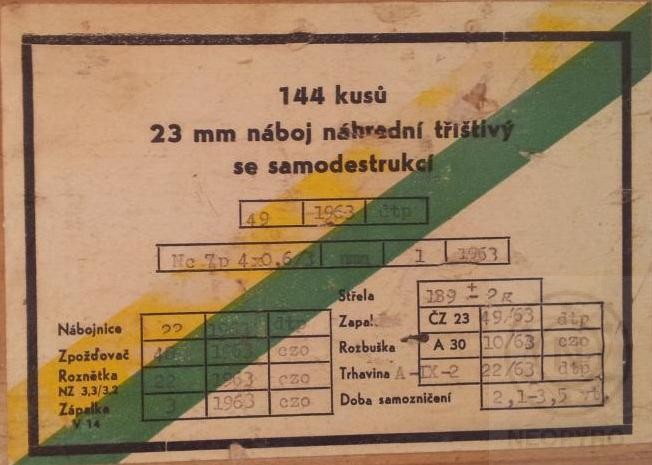 144 kusů
23 mm náboj náhradní tříštivý
se samodestrukcí
49 1963 dtp
Nc Zp 4x0.6/3 1 1963
Nábojnice 22 1963 dtp
Zpožďovač 1963 czo
Roznětka NZ 3,3/3,2 22 1963 czo
Zápalka V 14 3 1963 czo
Střela 189 ± 2g
ČZ 23 49/63 dtp
Rozbuška A 30 10/63 czo
Trhavina A-IX-2 22/63 dtp
Doba samozničení 2,1-3,5 vt.
NEOPYRO